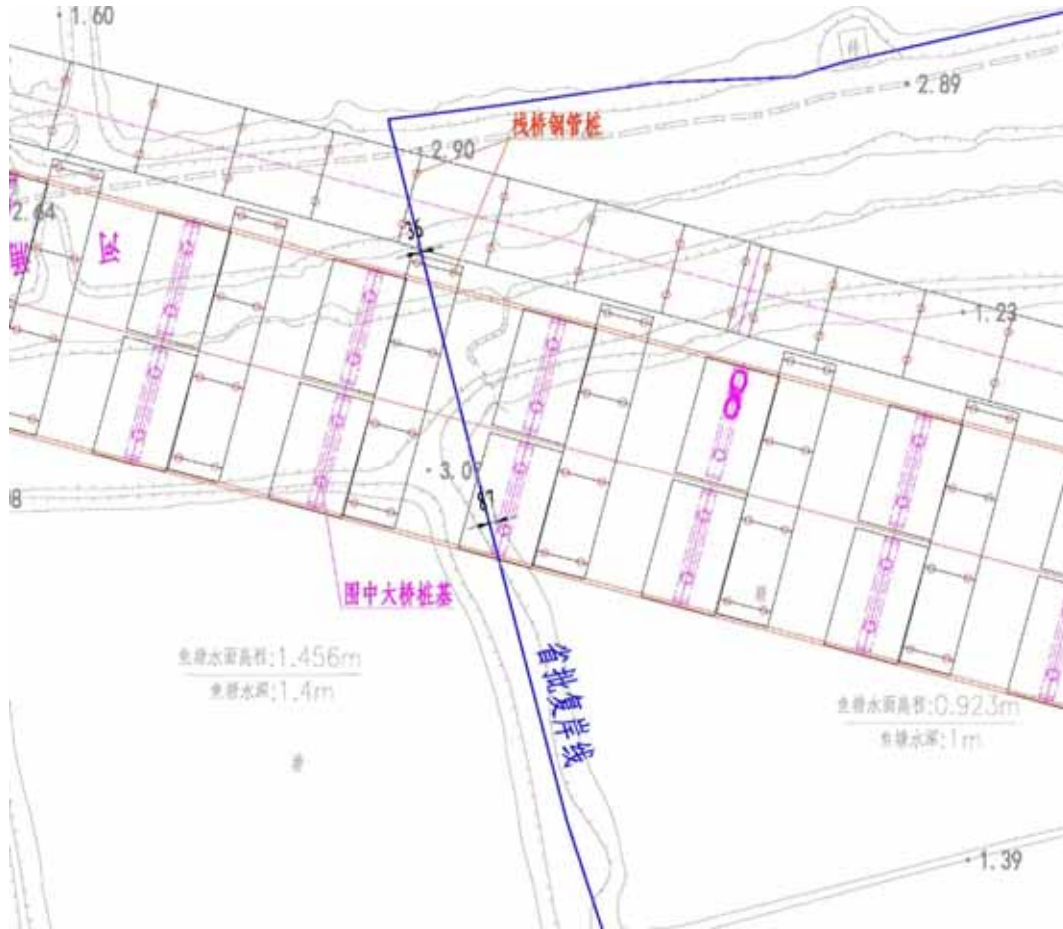 1.60
2.89
栈桥钢管桩
2.90
2.64
36
1.23
3.0
87
8
围中大桥桩基
省批复岸线
鱼塘水面高程:1.456m
鱼塘水深:1.4m
鱼塘水面高程:0.923m
鱼塘水深:1m
塘
1.39